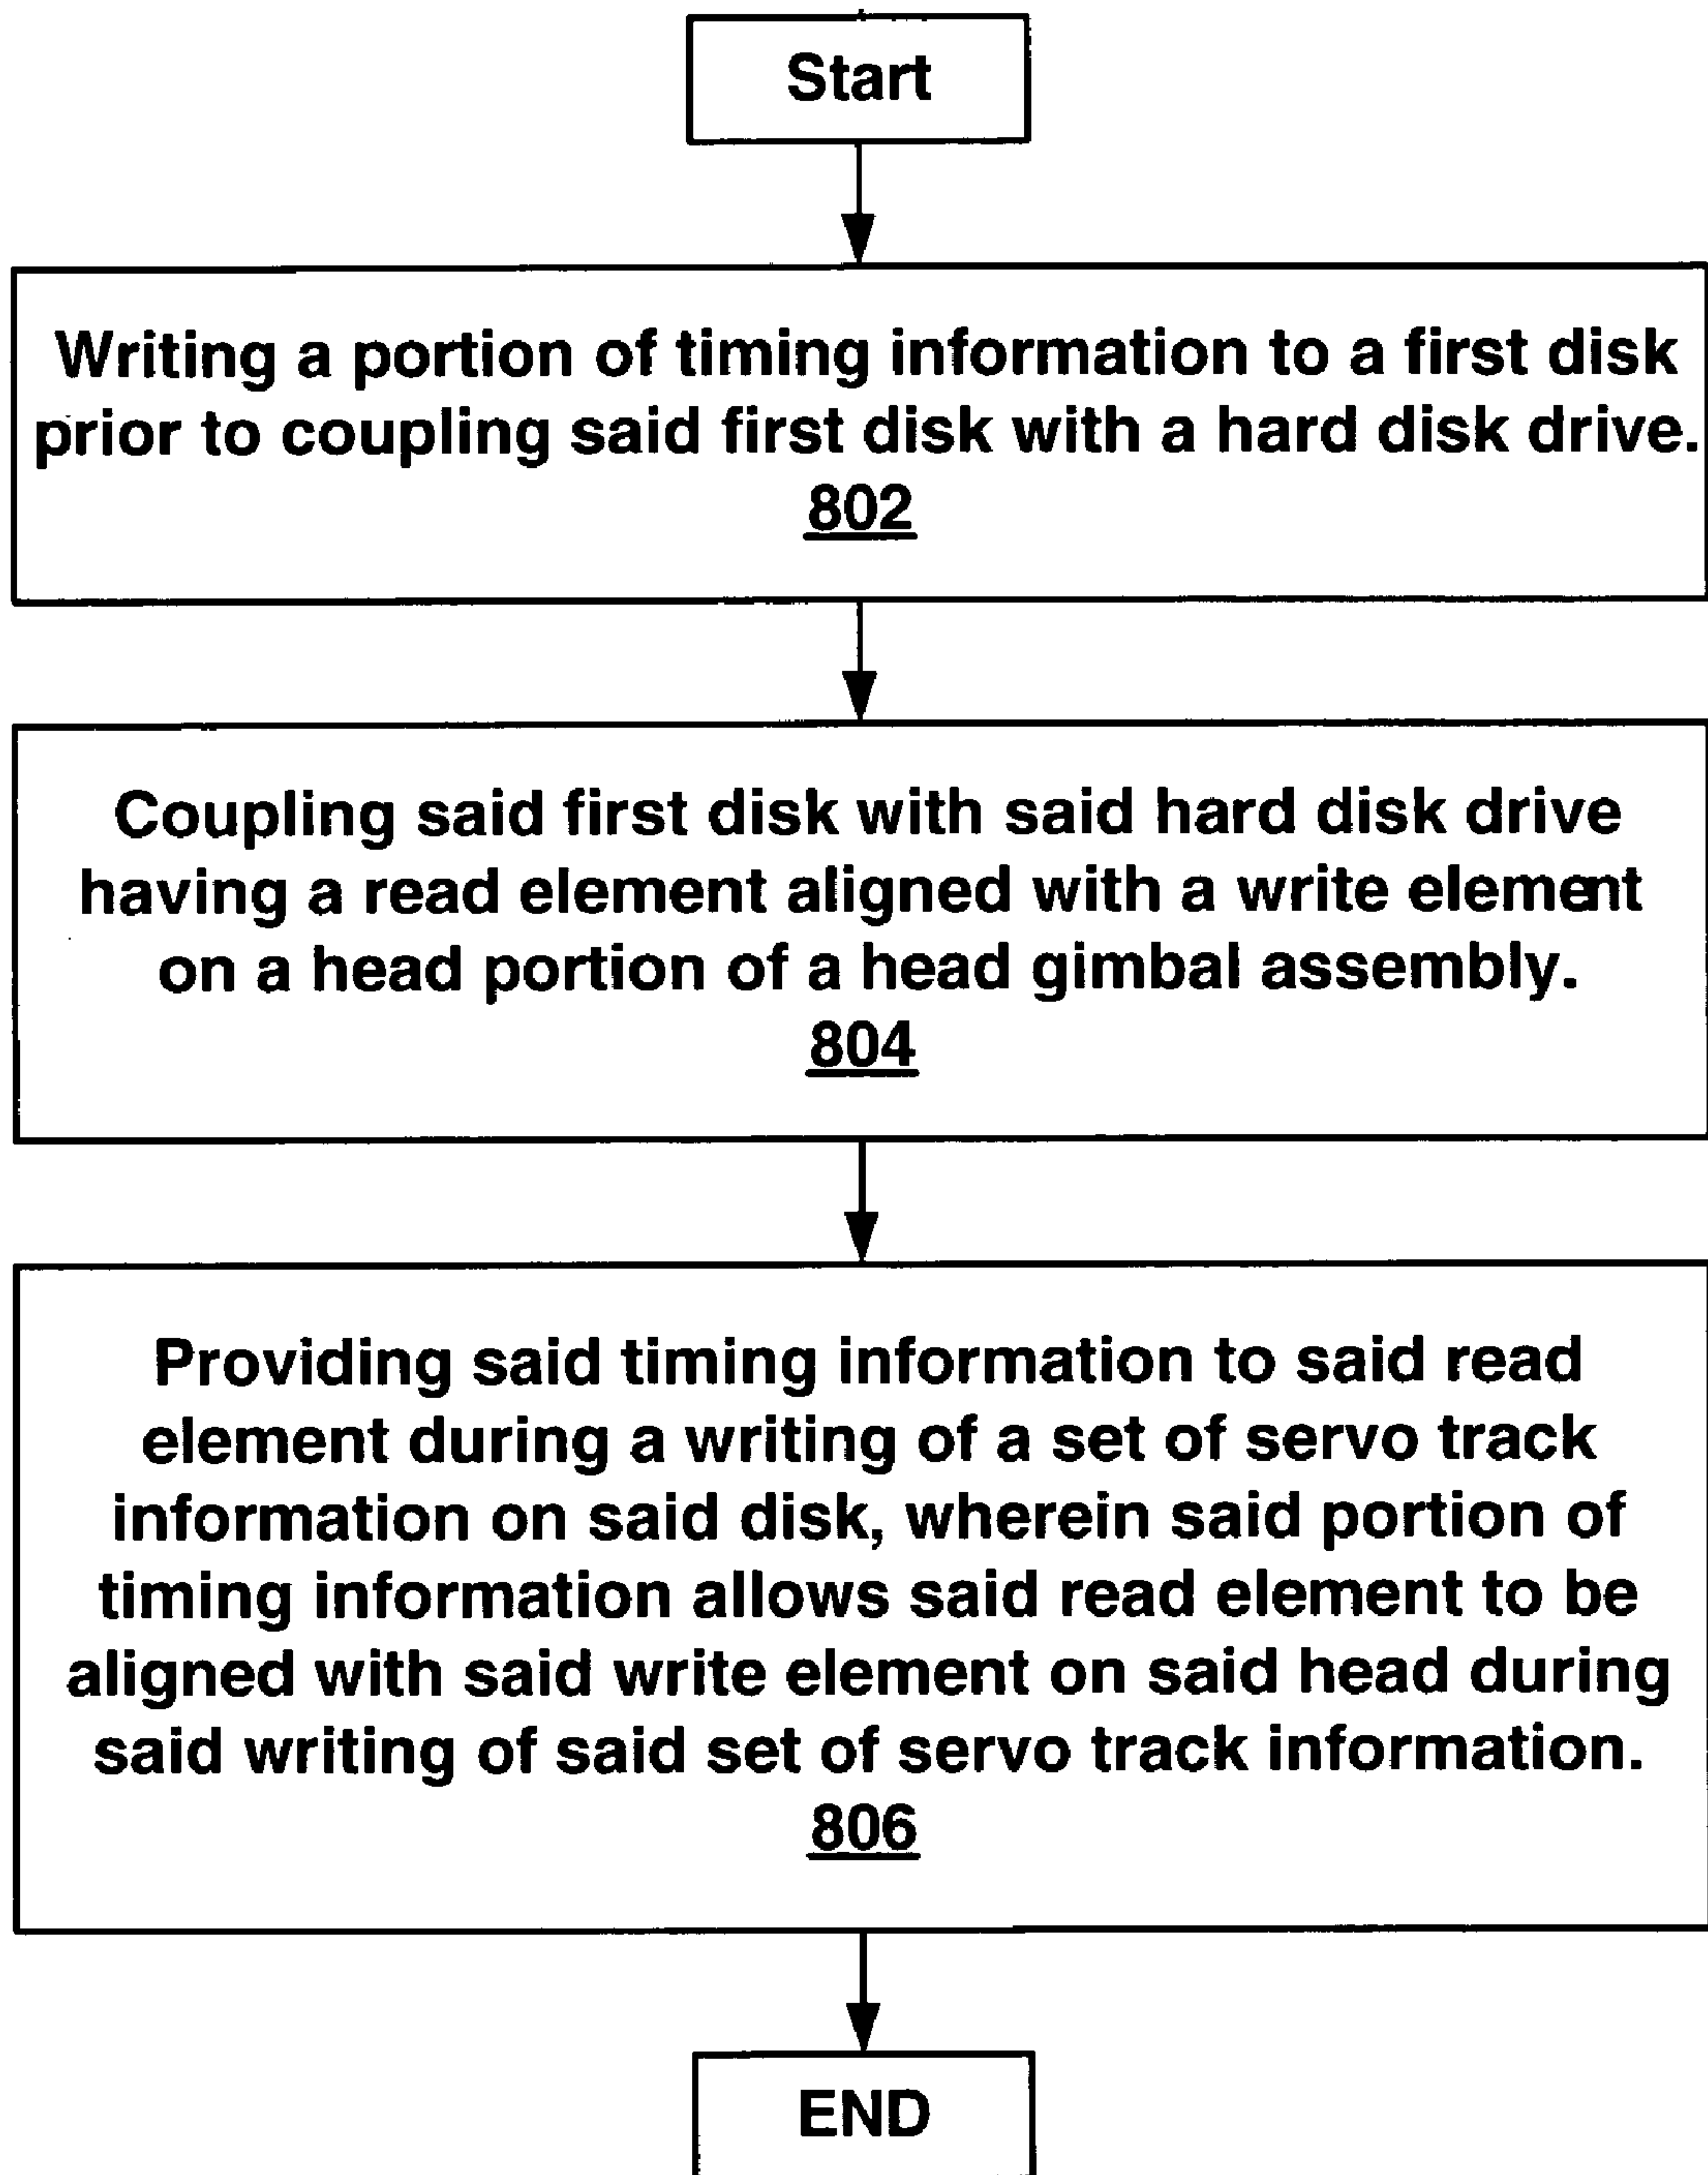 Start
Writing a portion of timing information to a first disk
prior to coupling said first disk with a hard disk drive.
802
Coupling said first disk with said hard disk drive
having a read element aligned with a write element
on a head portion of a head gimbal assembly.
804
Providing said timing information to said read
element during a writing of a set of servo track
information on said disk, wherein said portion of
timing information allows said read element to be
aligned with said write element on said head during
said writing of said set of servo track information.
806
END